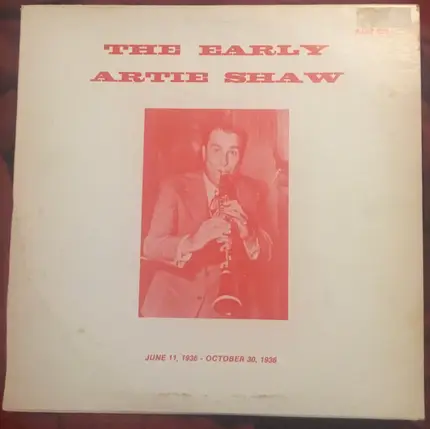 THE EARLY
ARTIE SHAW
JUNE 11, 1936 - OCTOBER 30, 1936